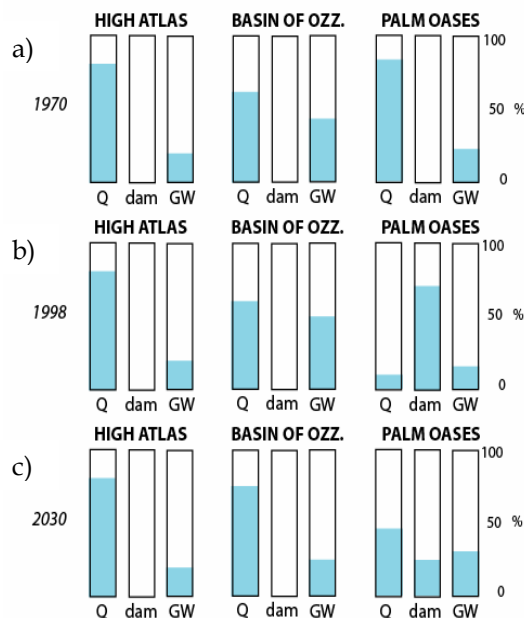 HIGH ATLAS BASIN OF OZZ. PALM OASES
a)
100
1970
50 %
0
Q dam GW Q dam GW Q dam GW
HIGH ATLAS BASIN OF OZZ. PALM OASES
b)
100
1998
50 %
0
Q dam GW Q dam GW Q dam GW
HIGH ATLAS BASIN OF OZZ. PALM OASES
c)
100
2030
50 %
0
Q dam GW Q dam GW Q dam GW